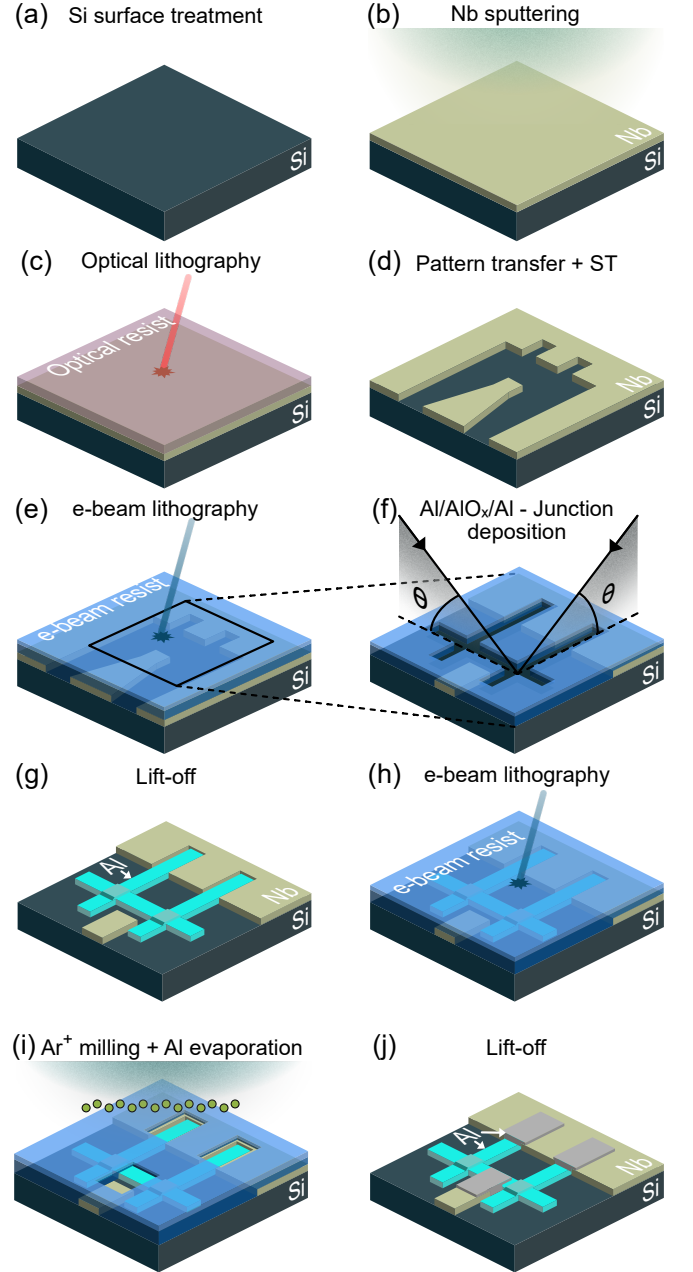 (a) Si surface treatment
Si
(b) Nb sputtering
Nb
Si
(c) Optical lithography
Optical resist
Si
(d) Pattern transfer + ST
Nb
Si
(e) e-beam lithography
e-beam resist
Si
(f) Al/AlOₓ/Al - Junction
deposition
θ
θ
Si
(g) Lift-off
Al
Nb
Si
(h) e-beam lithography
e-beam resist
Si
(i) Ar⁺ milling + Al evaporation
Si
(j) Lift-off
Al
Nb
Si